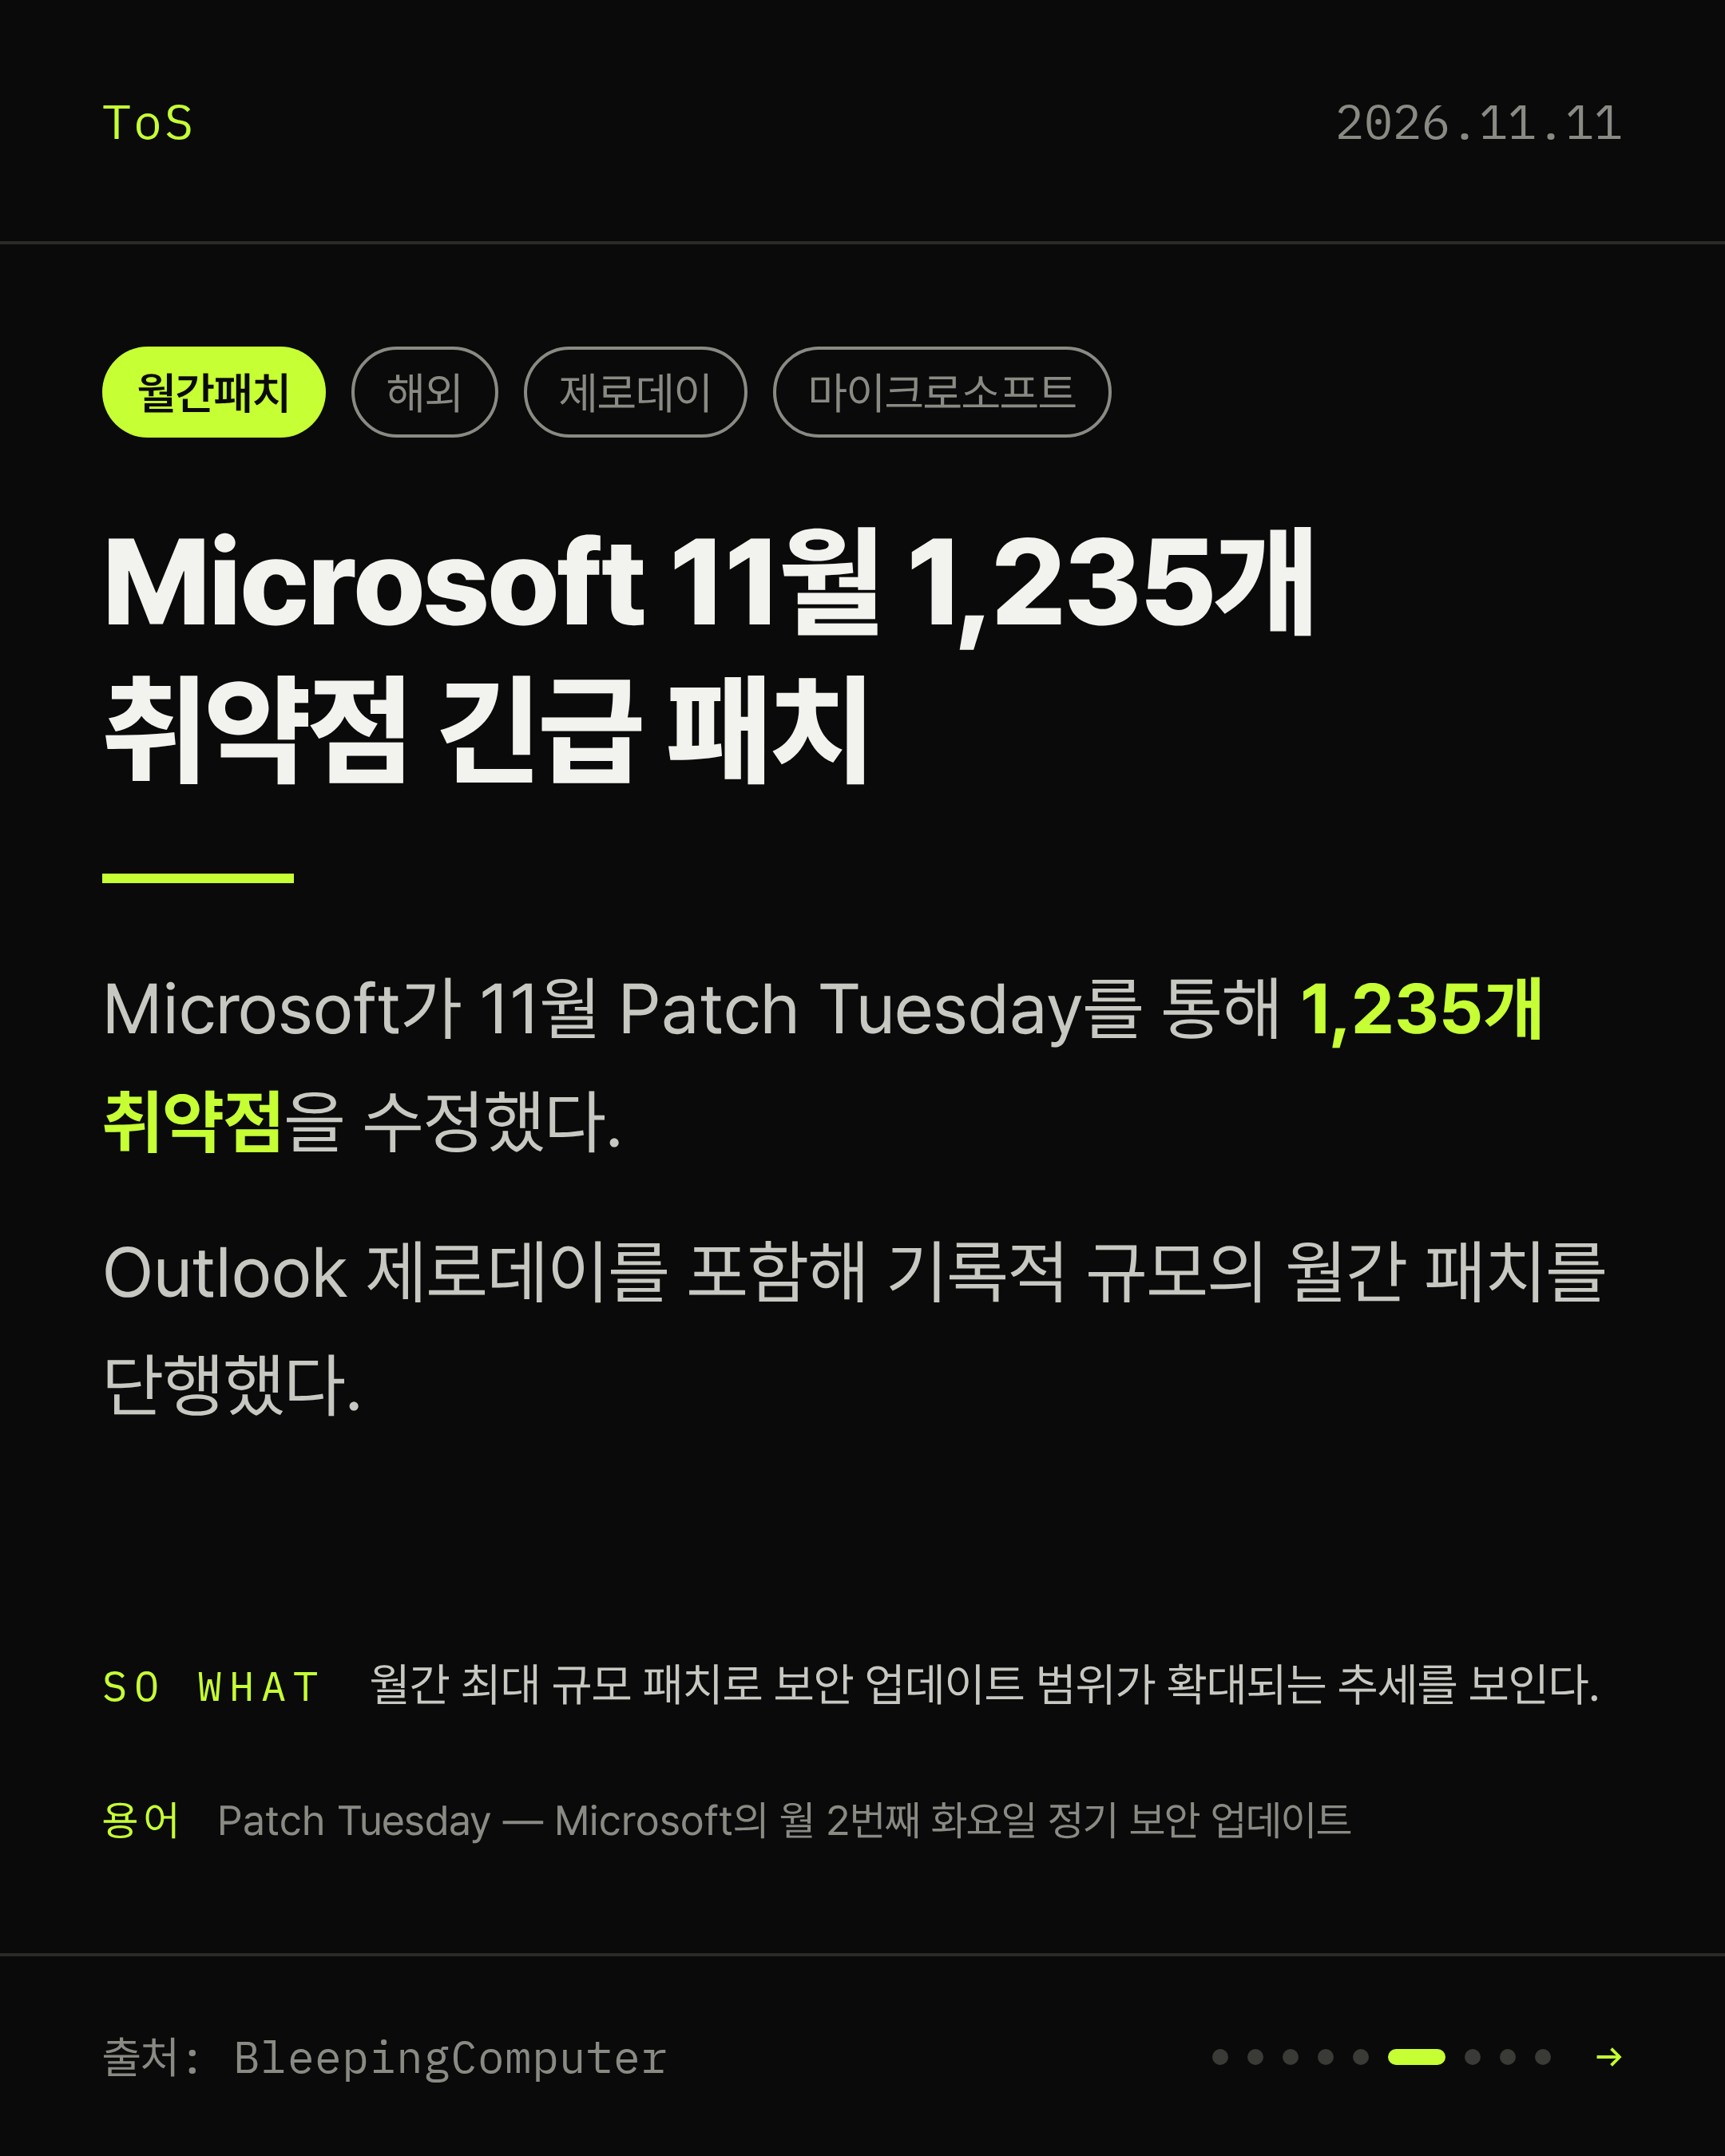 ToS
2026.11.11
월간패치 해외 제로데이 마이크로소프트
Microsoft 11월 1,235개
취약점 긴급 패치
Microsoft가 11월 Patch Tuesday를 통해 1,235개
취약점을 수정했다.
Outlook 제로데이를 포함해 기록적 규모의 월간 패치를
단행했다.
SO WHAT 월간 최대 규모 패치로 보안 업데이트 범위가 확대되는 추세를 보인다.
용어 Patch Tuesday — Microsoft의 월 2번째 화요일 정기 보안 업데이트
출처: BleepingComputer →